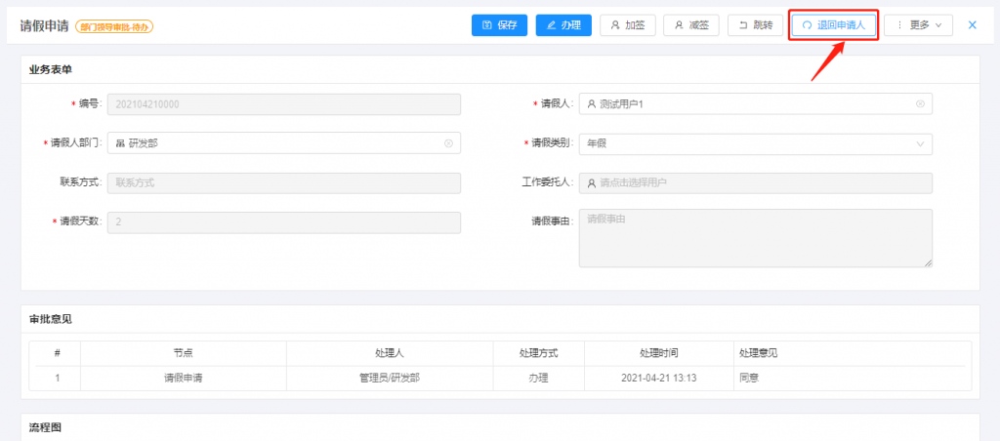 请假申请 部门领导审批-待办 保存 办理 加签 减签 跳转 退回申请人 更多
业务表单
* 编号: 202104210000 * 请假人: 测试用户1
* 请假人部门: 研发部 * 请假类别: 年假
联系方式: 联系方式 工作委托人: 请点击选择用户
* 请假天数: 2 请假事由: 请假事由
审批意见
# 节点 处理人 处理方式 处理时间 处理意见
1 请假申请 管理员/研发部 办理 2021-04-21 13:13 同意
流程图